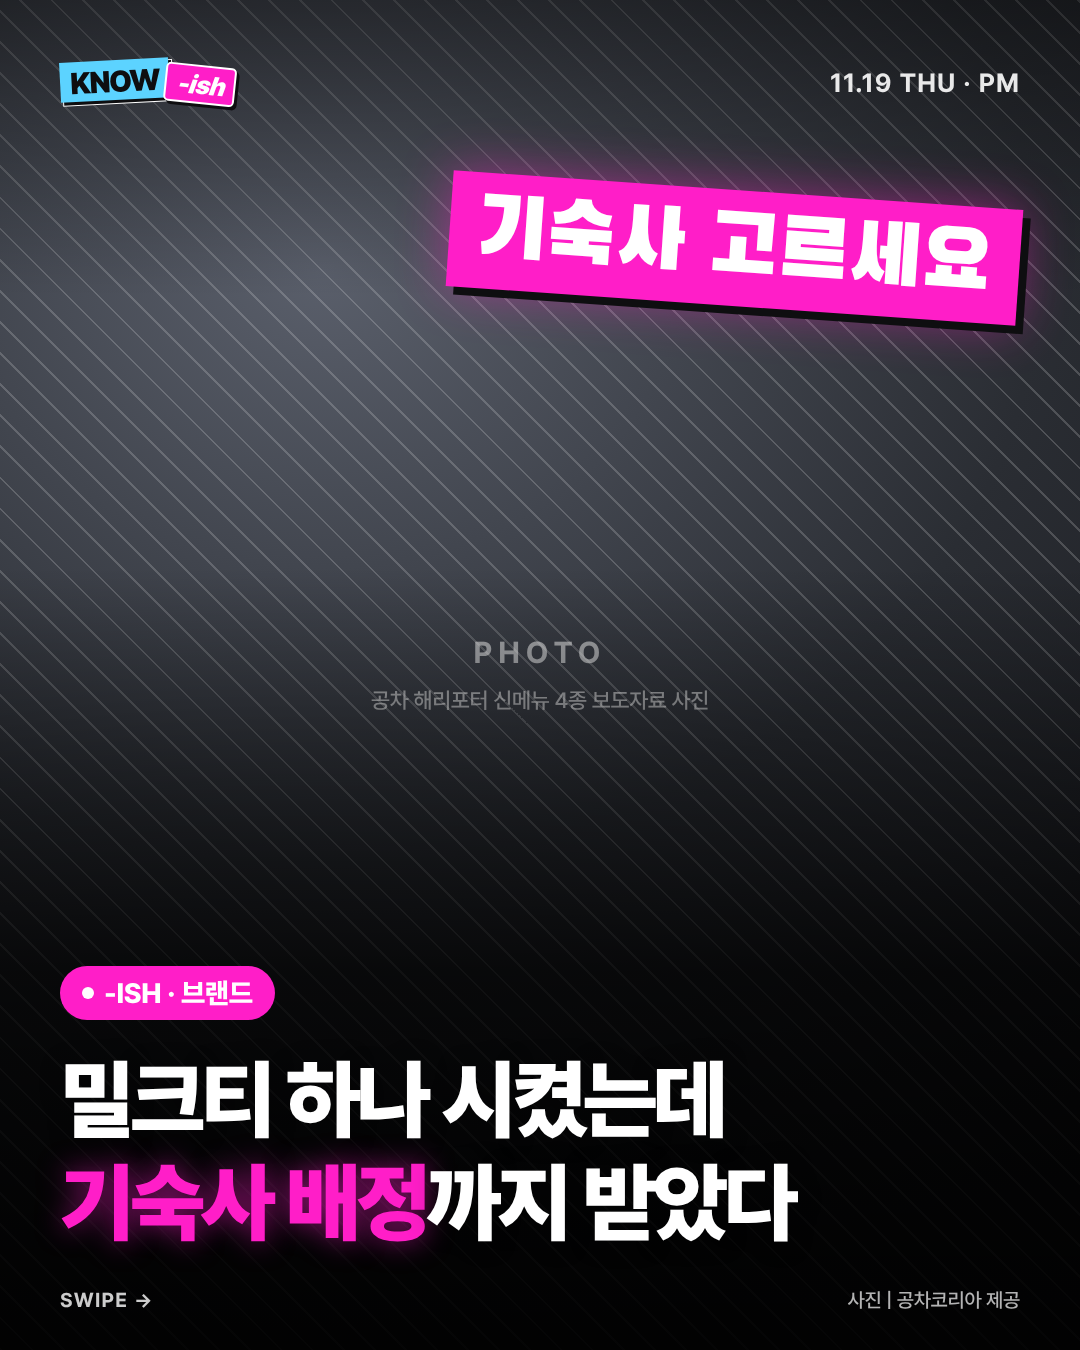 KNOW -ish
11.19 THU · PM
기숙사 고르세요
PHOTO
공차 해리포터 신메뉴 4종 보도자료 사진
-ISH · 브랜드
밀크티 하나 시켰는데
기숙사 배정까지 받았다
SWIPE →
사진 | 공차코리아 제공